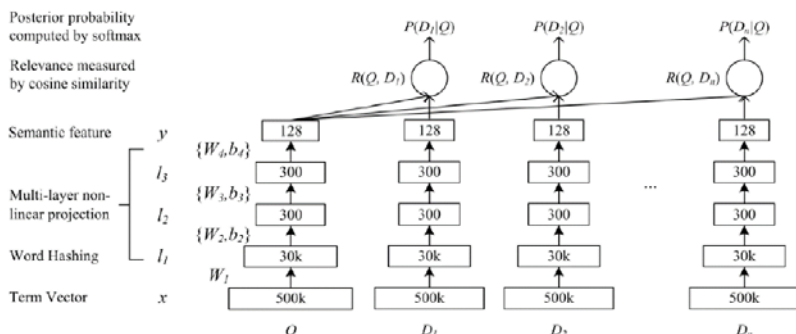 Posterior probability
computed by softmax
P(D1|Q) P(D2|Q) P(Dn|Q)
Relevance measured
by cosine similarity
R(Q, D1) R(Q, D2) R(Q, Dn)
Semantic feature y 128 128 128 128
{W4,b4}
l3 300 300 300 300
{W3,b3}
Multi-layer non-
linear projection
...
l2 300 300 300 300
{W2,b2}
Word Hashing l1 30k 30k 30k 30k
W1
Term Vector x 500k 500k 500k 500k
Q D1 D2 Dn